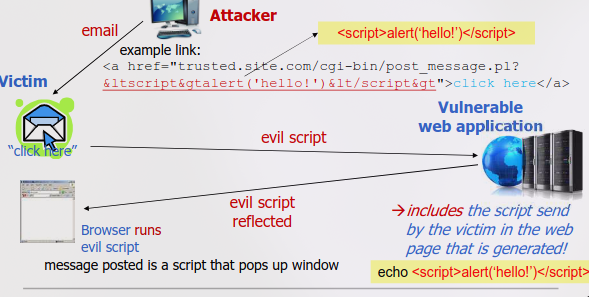 Attacker
email
<script>alert(‘hello!’)</script>
example link:
<a href="trusted.site.com/cgi-bin/post_message.pl?
&ltscript&gtalert('hello!')&lt/script&gt">click here</a>
Victim
“click here”
Vulnerable
web application
evil script
evil script
reflected
Browser runs
evil script
message posted is a script that pops up window
→includes the script send
by the victim in the web
page that is generated!
echo <script>alert(‘hello!’)</script>